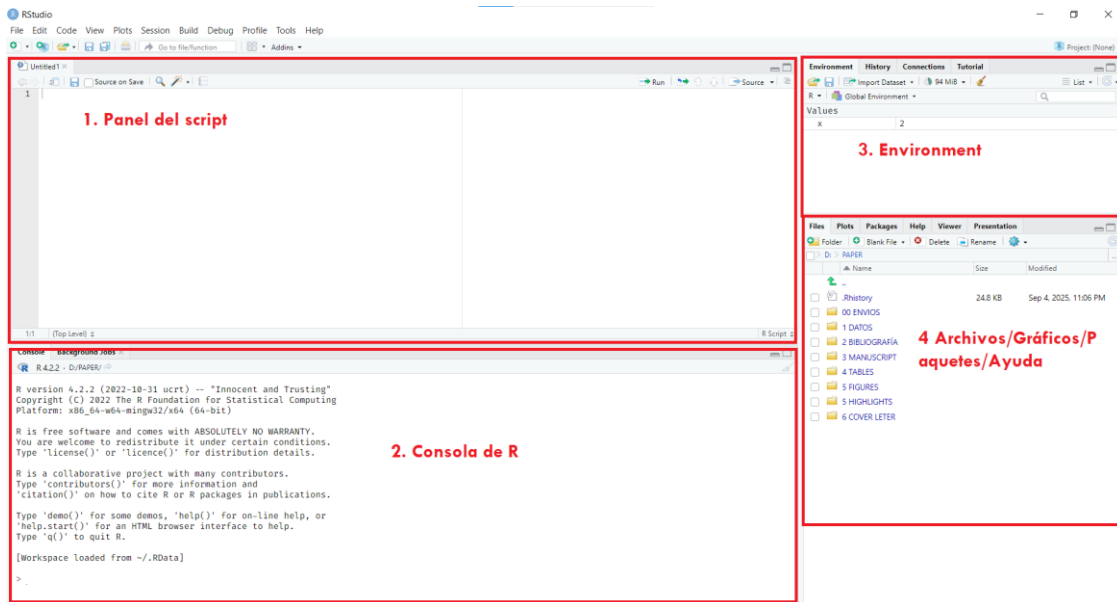 RStudio
File Edit Code View Plots Session Build Debug Profile Tools Help
Go to file/function Addins
Project: (None)
Untitled1
Source on Save Run Source
1
1. Panel del script
1:1 (Top Level) R Script
Console Background Jobs
R 4.2.2 · D:/PAPER/
R version 4.2.2 (2022-10-31 ucrt) -- "Innocent and Trusting"
Copyright (C) 2022 The R Foundation for Statistical Computing
Platform: x86_64-w64-mingw32/x64 (64-bit)
R is free software and comes with ABSOLUTELY NO WARRANTY.
You are welcome to redistribute it under certain conditions.
Type 'license()' or 'licence()' for distribution details.
R is a collaborative project with many contributors.
Type 'contributors()' for more information and
'citation()' on how to cite R or R packages in publications.
Type 'demo()' for some demos, 'help()' for on-line help, or
'help.start()' for an HTML browser interface to help.
Type 'q()' to quit R.
[Workspace loaded from ~/.RData]
>
2. Consola de R
Environment History Connections Tutorial
Import Dataset 94 MiB List
R Global Environment
Values
x 2
3. Environment
Files Plots Packages Help Viewer Presentation
Folder Blank File Delete Rename
D: PAPER
Name Size Modified
..
.Rhistory 24.8 KB Sep 4, 2025, 11:06 PM
00 ENVIOS
1 DATOS
2 BIBLIOGRAFÍA
3 MANUSCRIPT
4 TABLES
5 FIGURES
5 HIGHLIGHTS
6 COVER LETER
4 Archivos/Gráficos/P
aquetes/Ayuda